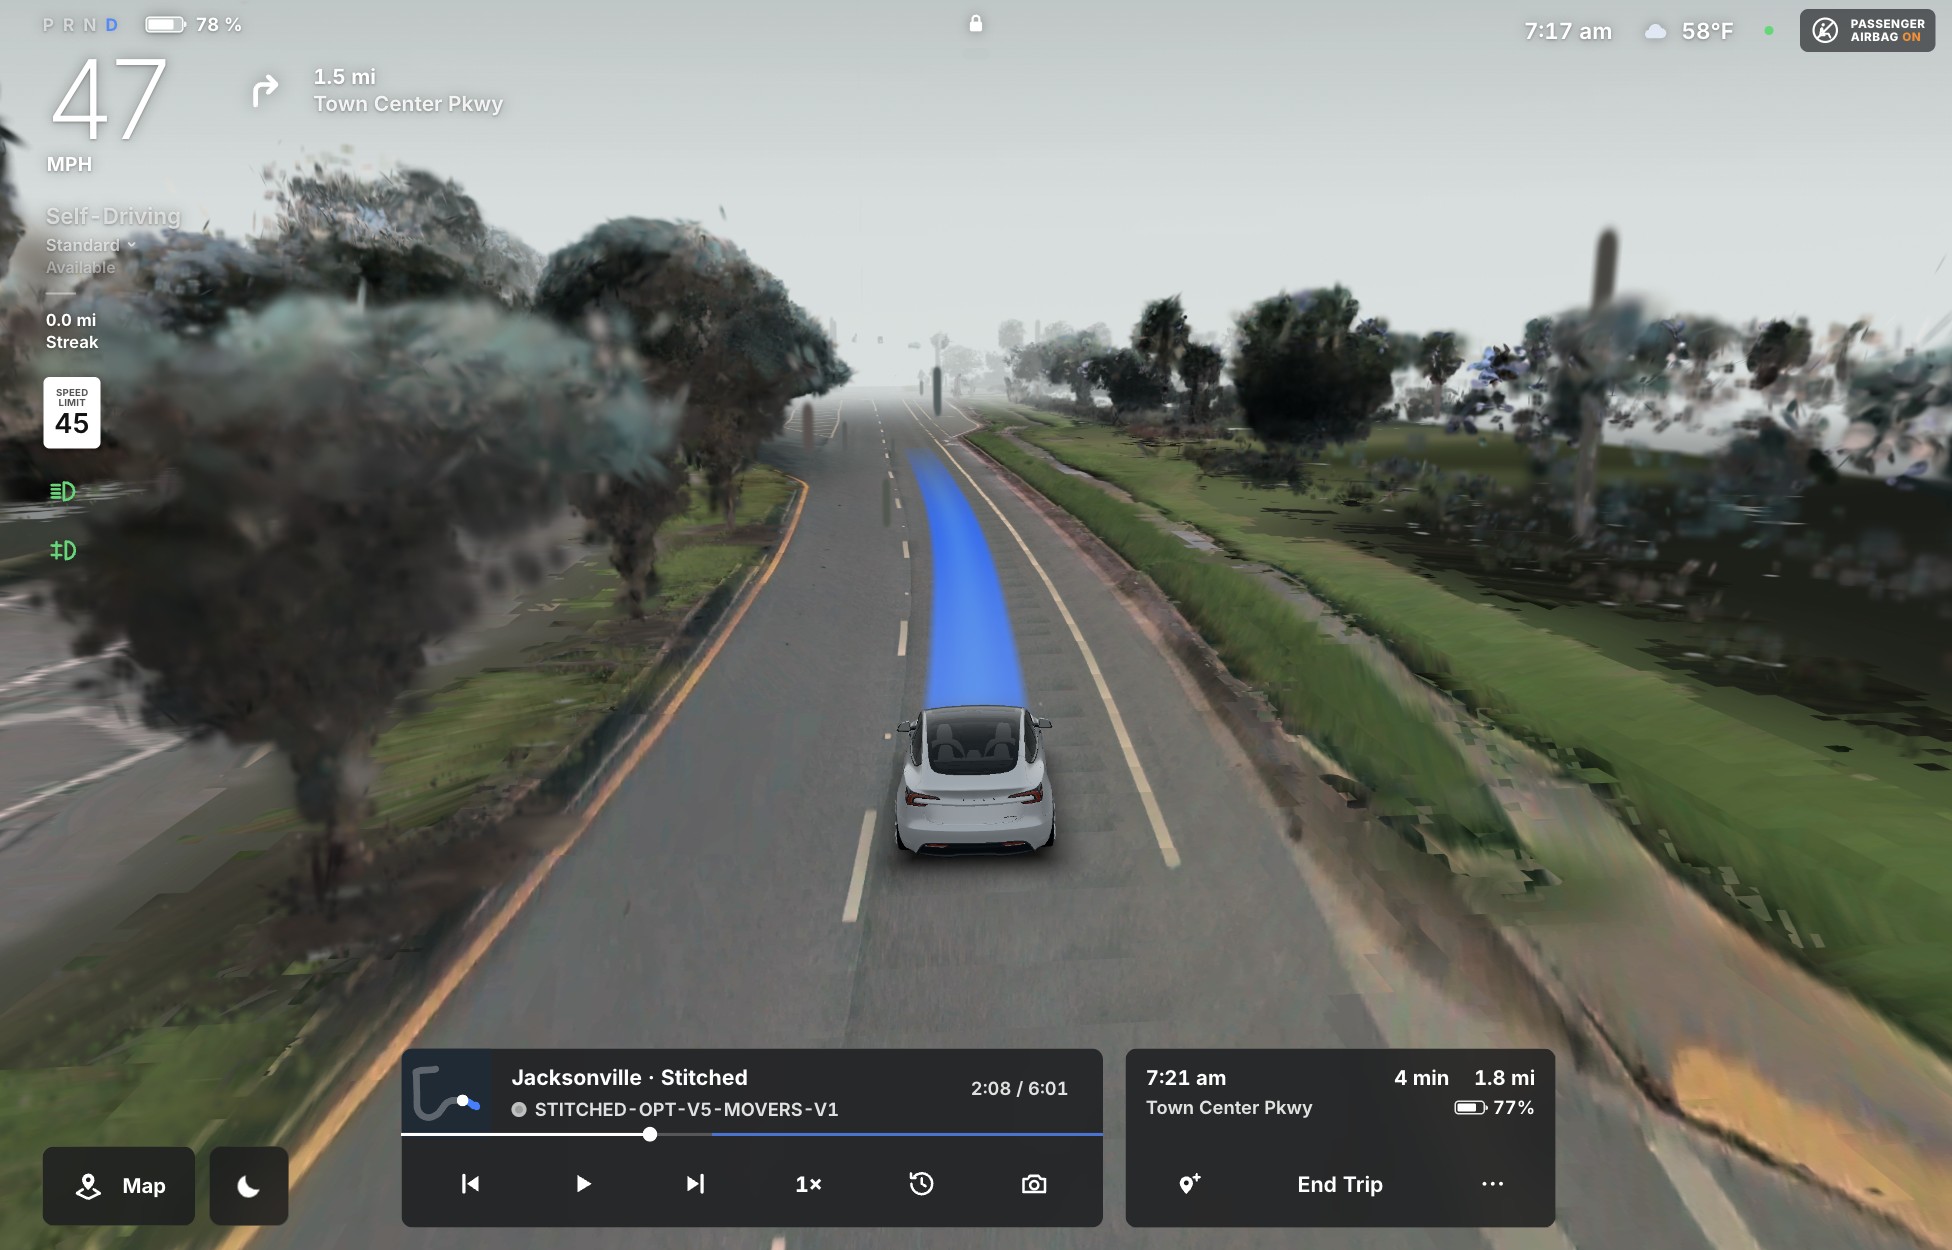 P R N D
78 %
7:17 am
58°F
PASSENGER
AIRBAG ON
47
MPH
1.5 mi
Town Center Pkwy
Self-Driving
Standard
Available
0.0 mi
Streak
SPEED
LIMIT
45
Jacksonville · Stitched
STITCHED-OPT-V5-MOVERS-V1
2:08 / 6:01
1×
7:21 am
4 min
1.8 mi
Town Center Pkwy
77%
End Trip
Map